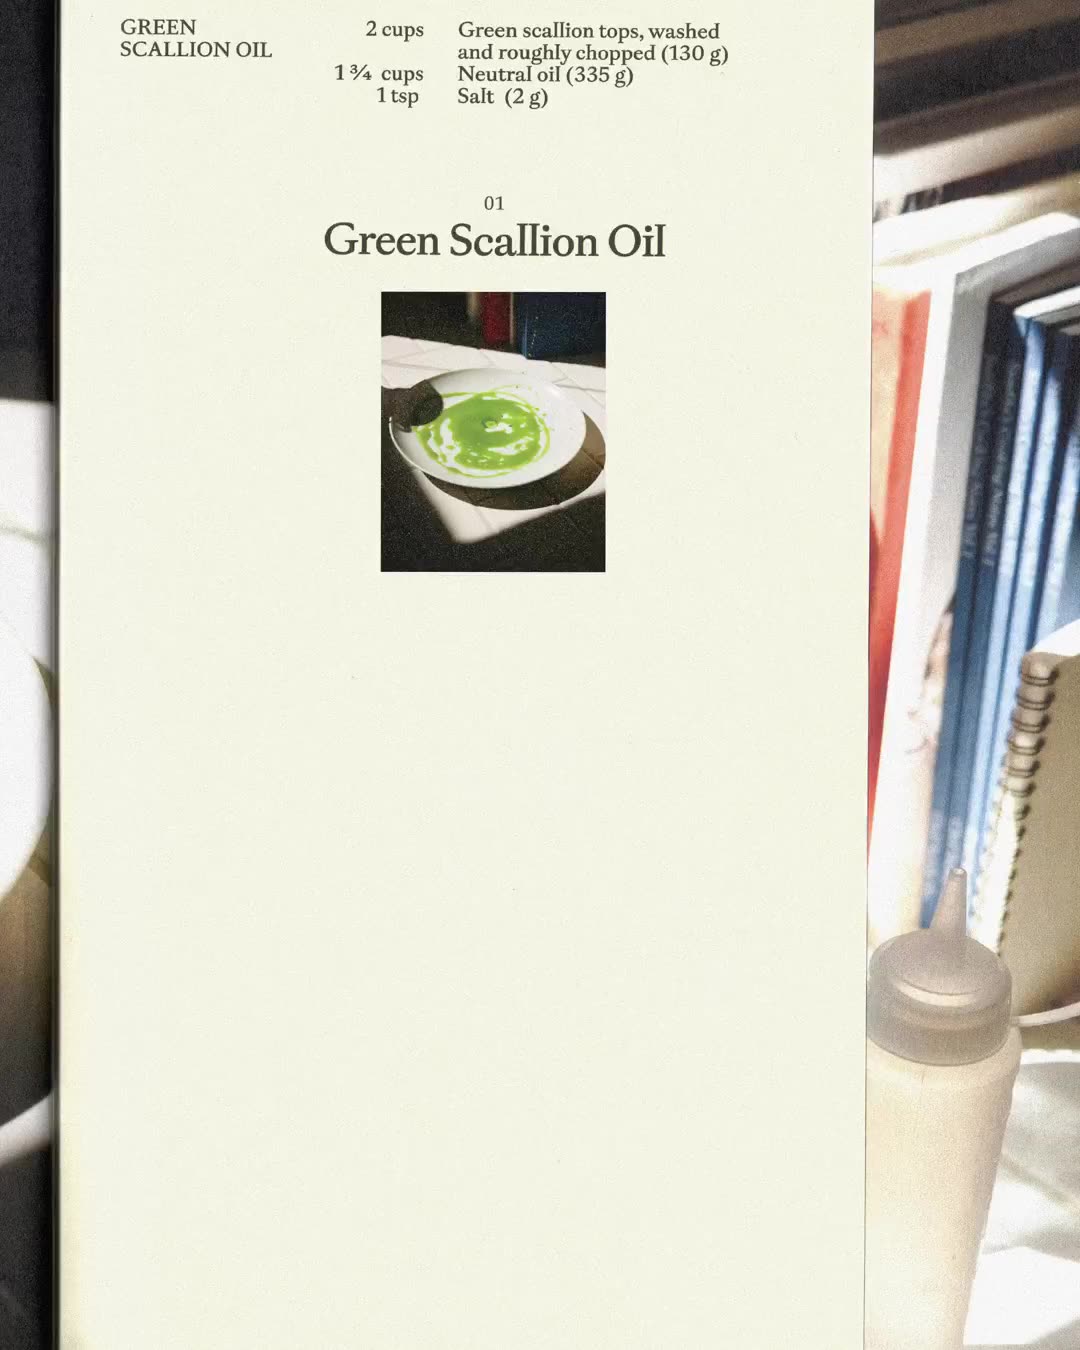 GREEN
SCALLION OIL
2 cups Green scallion tops, washed
and roughly chopped (130 g)
1 ¾ cups Neutral oil (335 g)
1 tsp Salt (2 g)
01
Green Scallion Oil